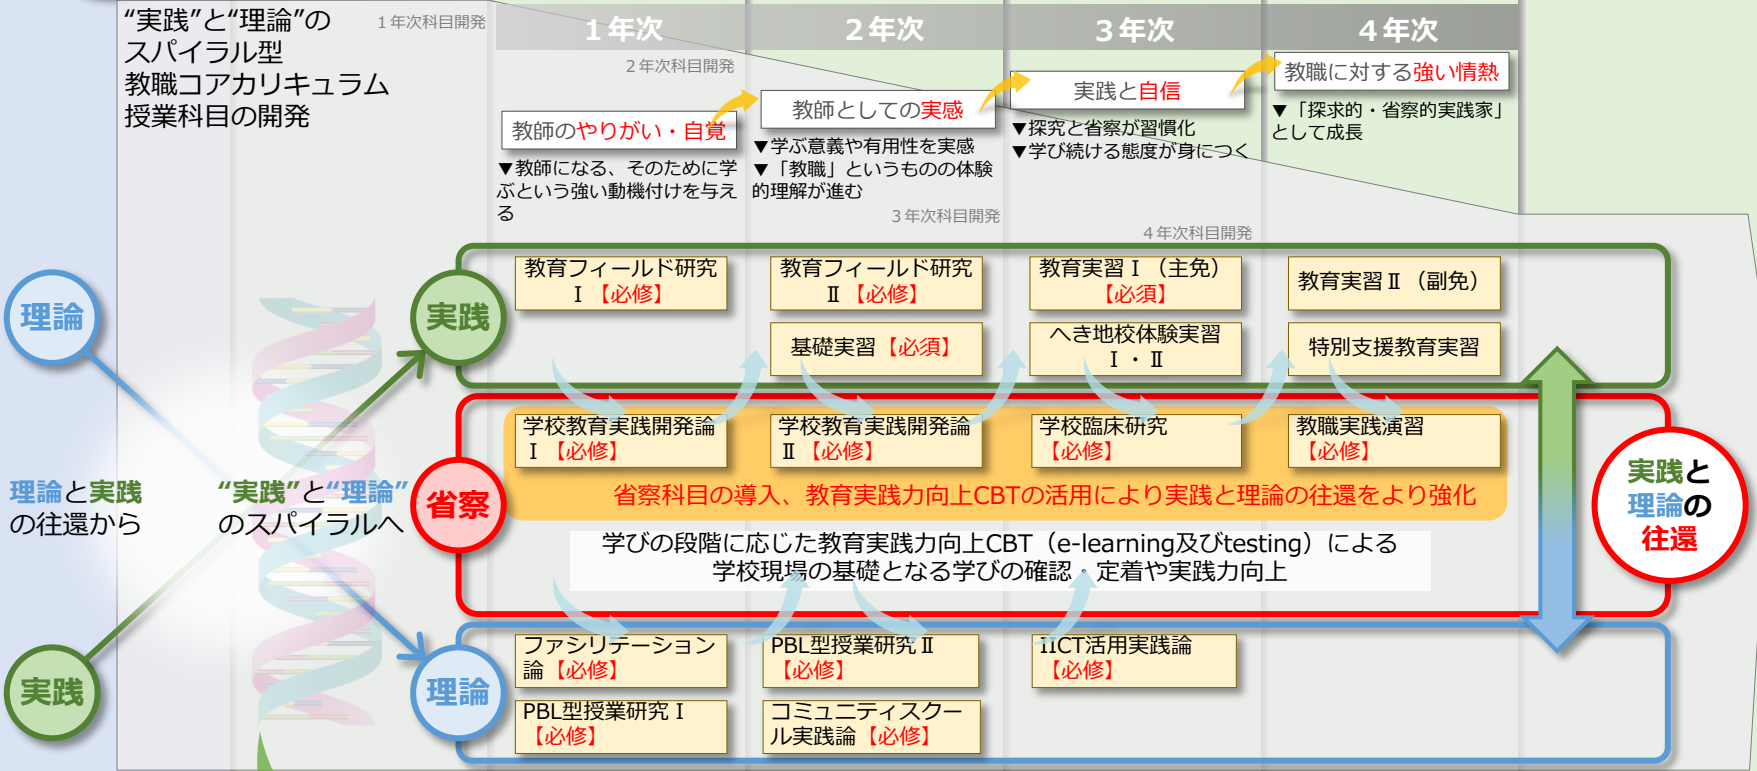 “実践”と“理論”の
スパイラル型
教職コアカリキュラム
授業科目の開発
1年次科目開発
2年次科目開発
3年次科目開発
4年次科目開発
1年次
2年次
3年次
4年次
教師のやりがい・自覚
▼教師になる、そのために学
ぶという強い動機付けを与え
る
教師としての実感
▼学ぶ意義や有用性を実感
▼「教職」というものの体験
的理解が進む
実践と自信
▼探究と省察が習慣化
▼学び続ける態度が身につく
教職に対する強い情熱
▼「探求的・省察的実践家」
として成長
理論
実践
理論と実践
の往還から
“実践”と“理論”
のスパイラルへ
実践
教育フィールド研究
Ⅰ【必修】
教育フィールド研究
Ⅱ【必修】
教育実習Ⅰ（主免）
【必須】
教育実習Ⅱ（副免）
基礎実習【必須】
へき地校体験実習
Ⅰ・Ⅱ
特別支援教育実習
省察
学校教育実践開発論
Ⅰ【必修】
学校教育実践開発論
Ⅱ【必修】
学校臨床研究
【必修】
教職実践演習
【必修】
省察科目の導入、教育実践力向上CBTの活用により実践と理論の往還をより強化
学びの段階に応じた教育実践力向上CBT（e-learning及びtesting）による
学校現場の基礎となる学びの確認・定着や実践力向上
理論
ファシリテーション
論【必修】
PBL型授業研究Ⅱ
【必修】
IICT活用実践論
【必修】
PBL型授業研究Ⅰ
【必修】
コミュニティスクー
ル実践論【必修】
実践と
理論の
往還